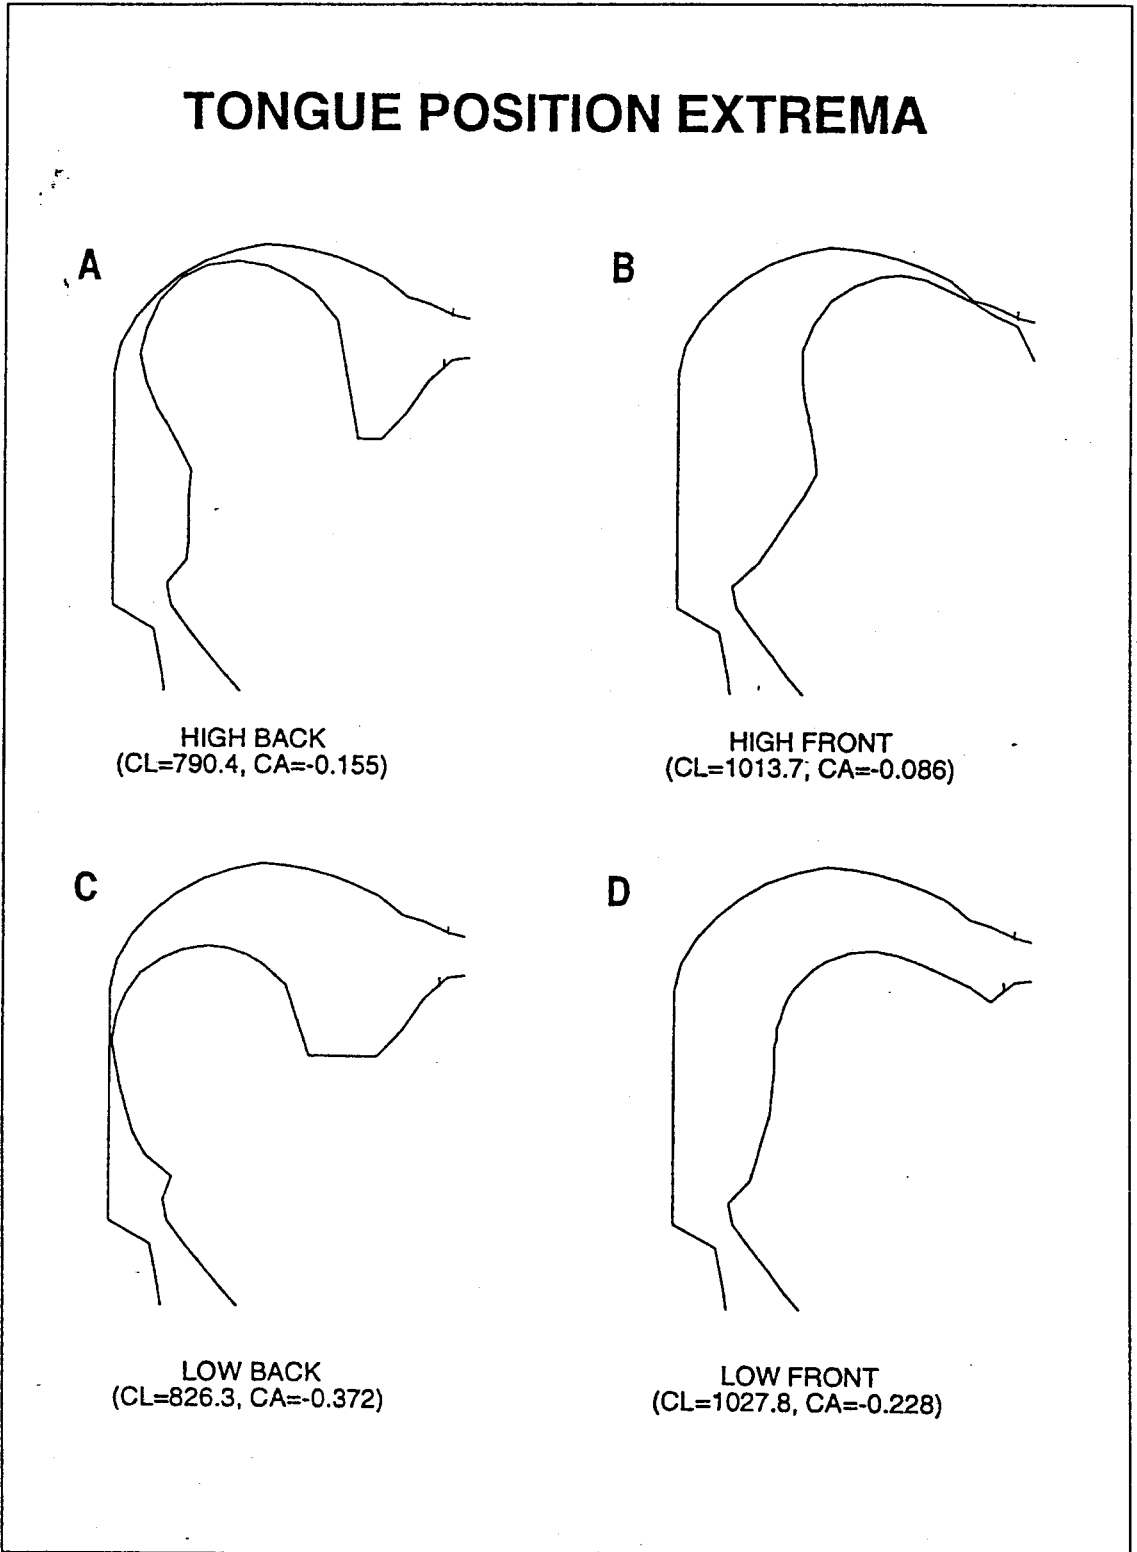 TONGUE POSITION EXTREMA
A
B
HIGH BACK
(CL=790.4, CA=-0.155)
HIGH FRONT
(CL=1013.7; CA=-0.086)
C
D
LOW BACK
(CL=826.3, CA=-0.372)
LOW FRONT
(CL=1027.8, CA=-0.228)